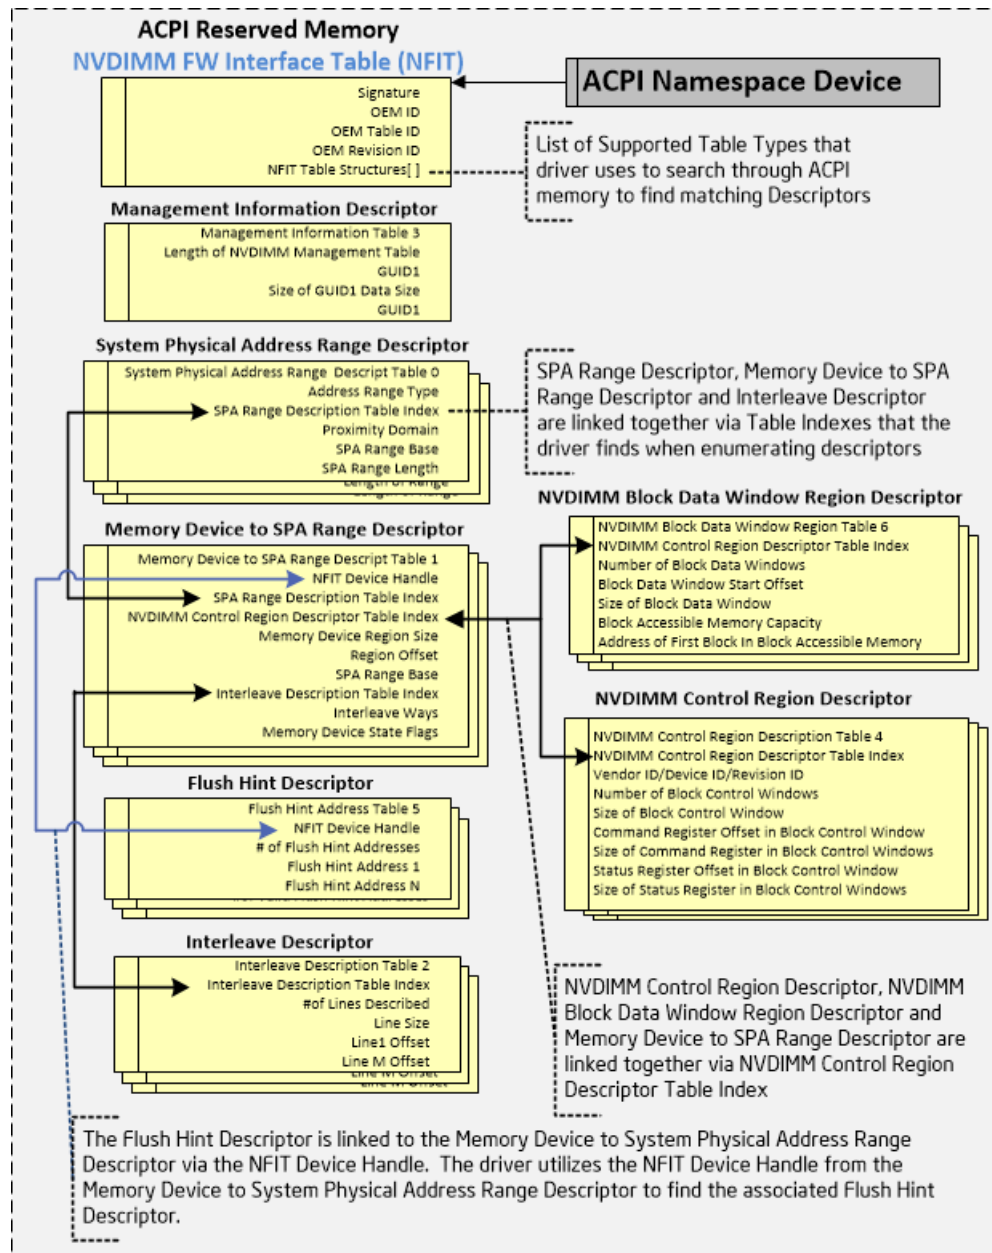 ACPI Reserved Memory
NVDIMM FW Interface Table (NFIT)
Signature
OEM ID
OEM Table ID
OEM Revision ID
NFIT Table Structures[ ]
ACPI Namespace Device
List of Supported Table Types that
driver uses to search through ACPI
memory to find matching Descriptors
Management Information Descriptor
Management Information Table 3
Length of NVDIMM Management Table
GUID1
Size of GUID1 Data Size
GUID1
System Physical Address Range Descriptor
System Physical Address Range  Descript Table 0
Address Range Type
SPA Range Description Table Index
Proximity Domain
SPA Range Base
SPA Range Length
Length of Range
Length of Range
SPA Range Descriptor, Memory Device to SPA
Range Descriptor and Interleave Descriptor
are linked together via Table Indexes that the
driver finds when enumerating descriptors
Memory Device to SPA Range Descriptor
Memory Device to SPA Range Descript Table 1
NFIT Device Handle
SPA Range Description Table Index
NVDIMM Control Region Descriptor Table Index
Memory Device Region Size
Region Offset
SPA Range Base
Interleave Description Table Index
Interleave Ways
Memory Device State Flags
NVDIMM Block Data Window Region Descriptor
NVDIMM Block Data Window Region Table 6
NVDIMM Control Region Descriptor Table Index
Number of Block Data Windows
Block Data Window Start Offset
Size of Block Data Window
Block Accessible Memory Capacity
Address of First Block In Block Accessible Memory
NVDIMM Control Region Descriptor
NVDIMM Control Region Description Table 4
NVDIMM Control Region Descriptor Table Index
Vendor ID/Device ID/Revision ID
Number of Block Control Windows
Size of Block Control Window
Command Register Offset in Block Control Window
Size of Command Register in Block Control Windows
Status Register Offset in Block Control Window
Size of Status Register in Block Control Windows
Flush Hint Descriptor
Flush Hint Address Table 5
NFIT Device Handle
# of Flush Hint Addresses
Flush Hint Address 1
Flush Hint Address N
Interleave Descriptor
Interleave Description Table 2
Interleave Description Table Index
#of Lines Described
Line Size
Line1 Offset
Line M Offset
Line M Offset
Line M Offset
NVDIMM Control Region Descriptor, NVDIMM
Block Data Window Region Descriptor and
Memory Device to SPA Range Descriptor are
linked together via NVDIMM Control Region
Descriptor Table Index
The Flush Hint Descriptor is linked to the Memory Device to System Physical Address Range
Descriptor via the NFIT Device Handle.  The driver utilizes the NFIT Device Handle from the
Memory Device to System Physical Address Range Descriptor to find the associated Flush Hint
Descriptor.